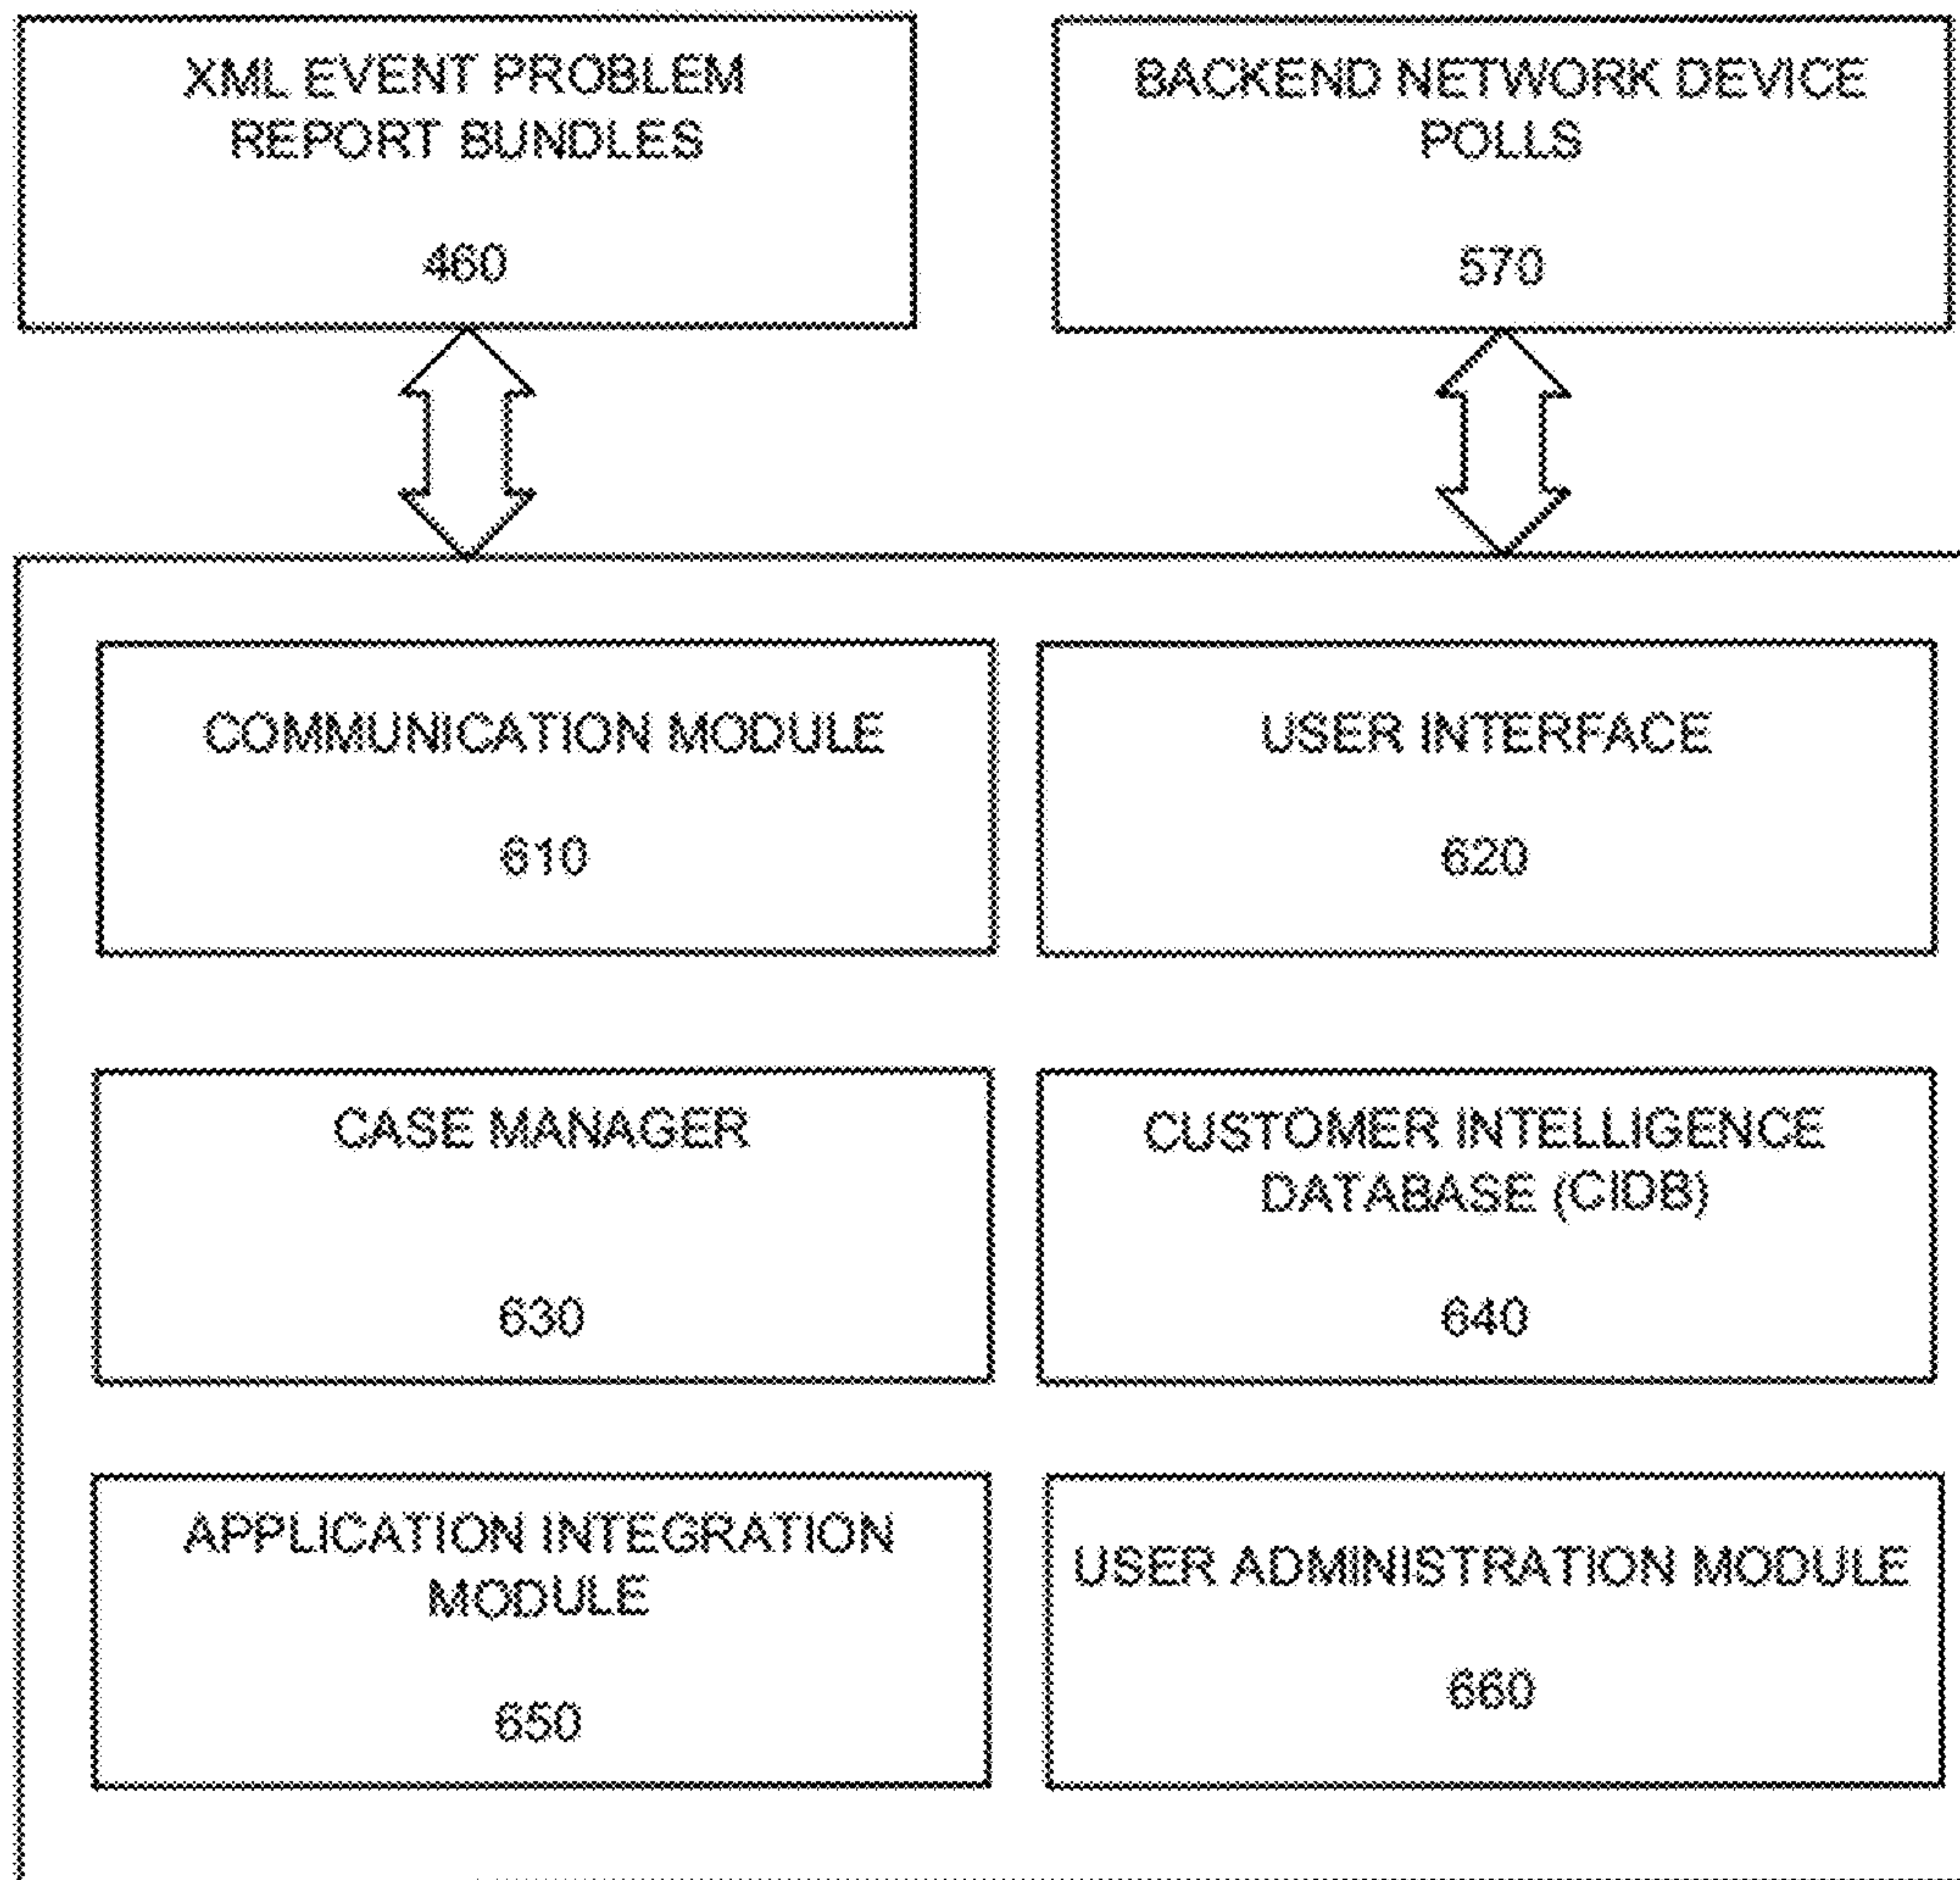 XML EVENT PROBLEM
REPORT BUNDLES
460
BACKEND NETWORK DEVICE
POLLS
570
COMMUNICATION MODULE
610
USER INTERFACE
620
CASE MANAGER
630
CUSTOMER INTELLIGENCE
DATABASE (CIDB)
640
APPLICATION INTEGRATION
MODULE
650
USER ADMINISTRATION MODULE
660